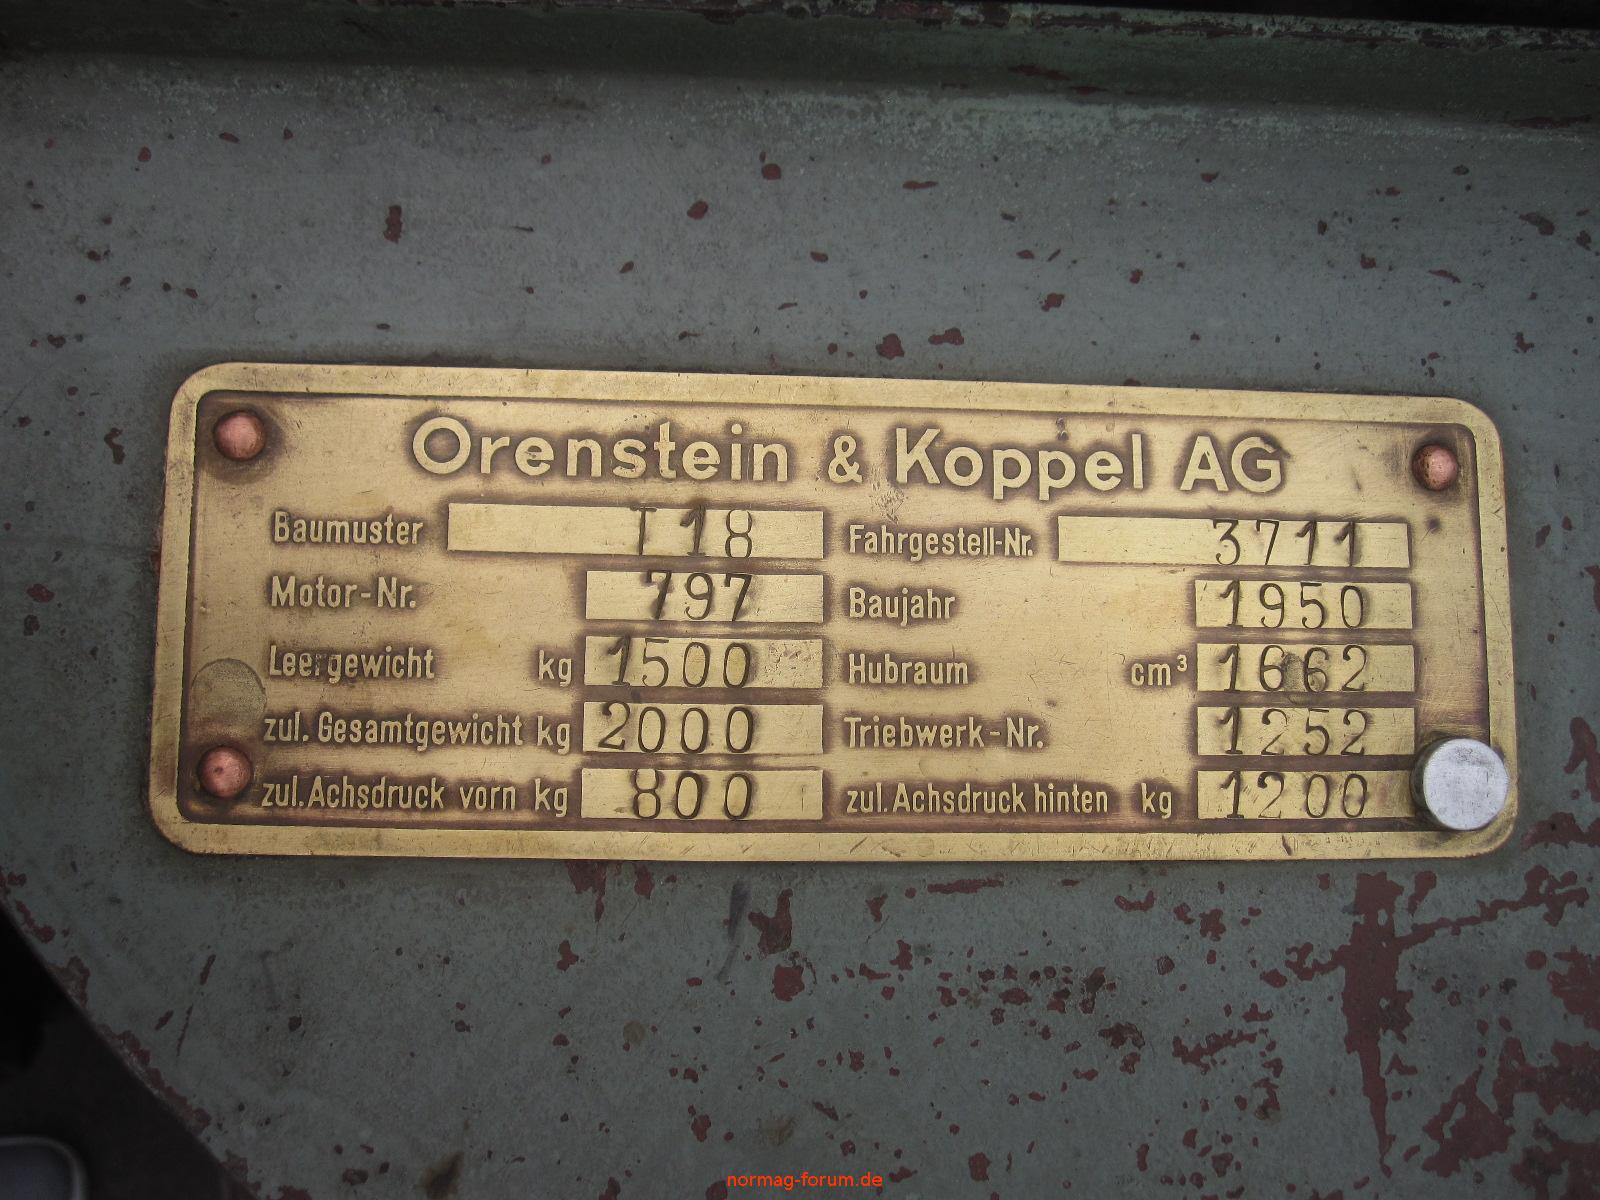 Orenstein & Koppel AG
Baumuster T 18 Fahrgestell-Nr. 3711
Motor-Nr. 797 Baujahr 1950
Leergewicht kg 1500 Hubraum cm³ 1662
zul. Gesamtgewicht kg 2000 Triebwerk-Nr. 1252
zul. Achsdruck vorn kg 800 zul. Achsdruck hinten kg 1200
normag-forum.de